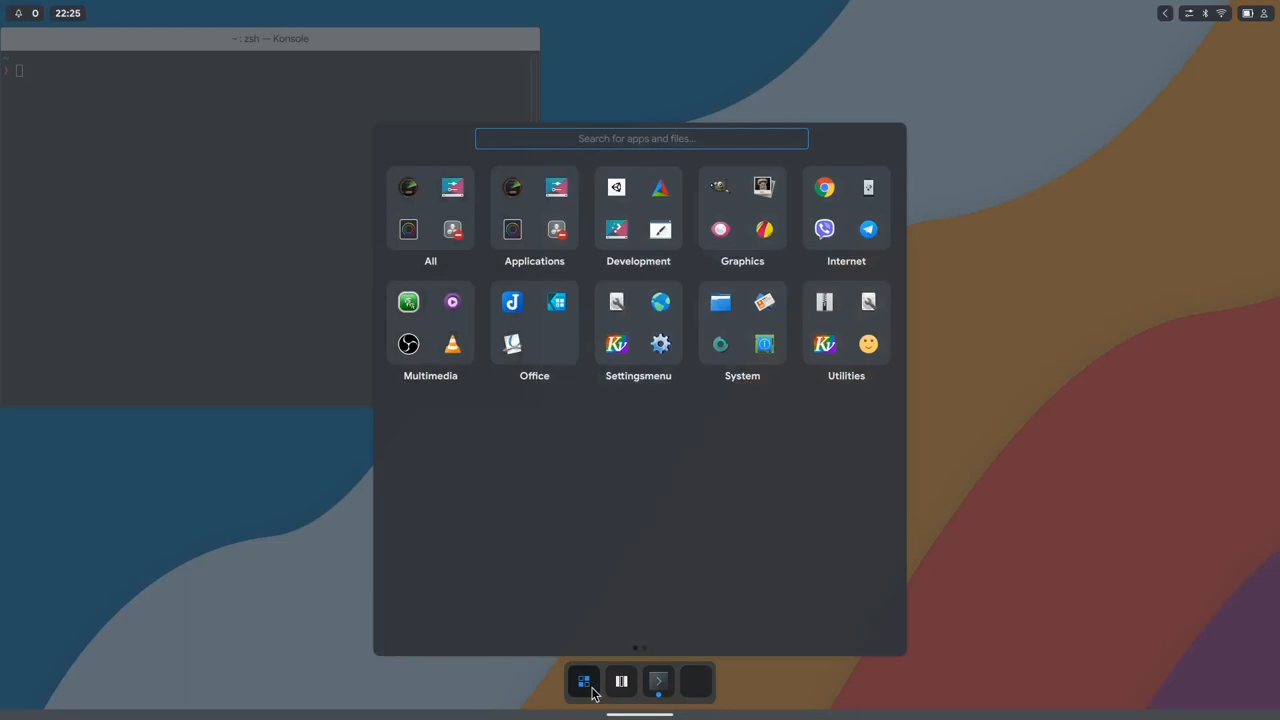 0
22:25
~ : zsh — Konsole
~
Search for apps and files...
All
Applications
Development
Graphics
Internet
Multimedia
Office
Settingsmenu
System
Utilities